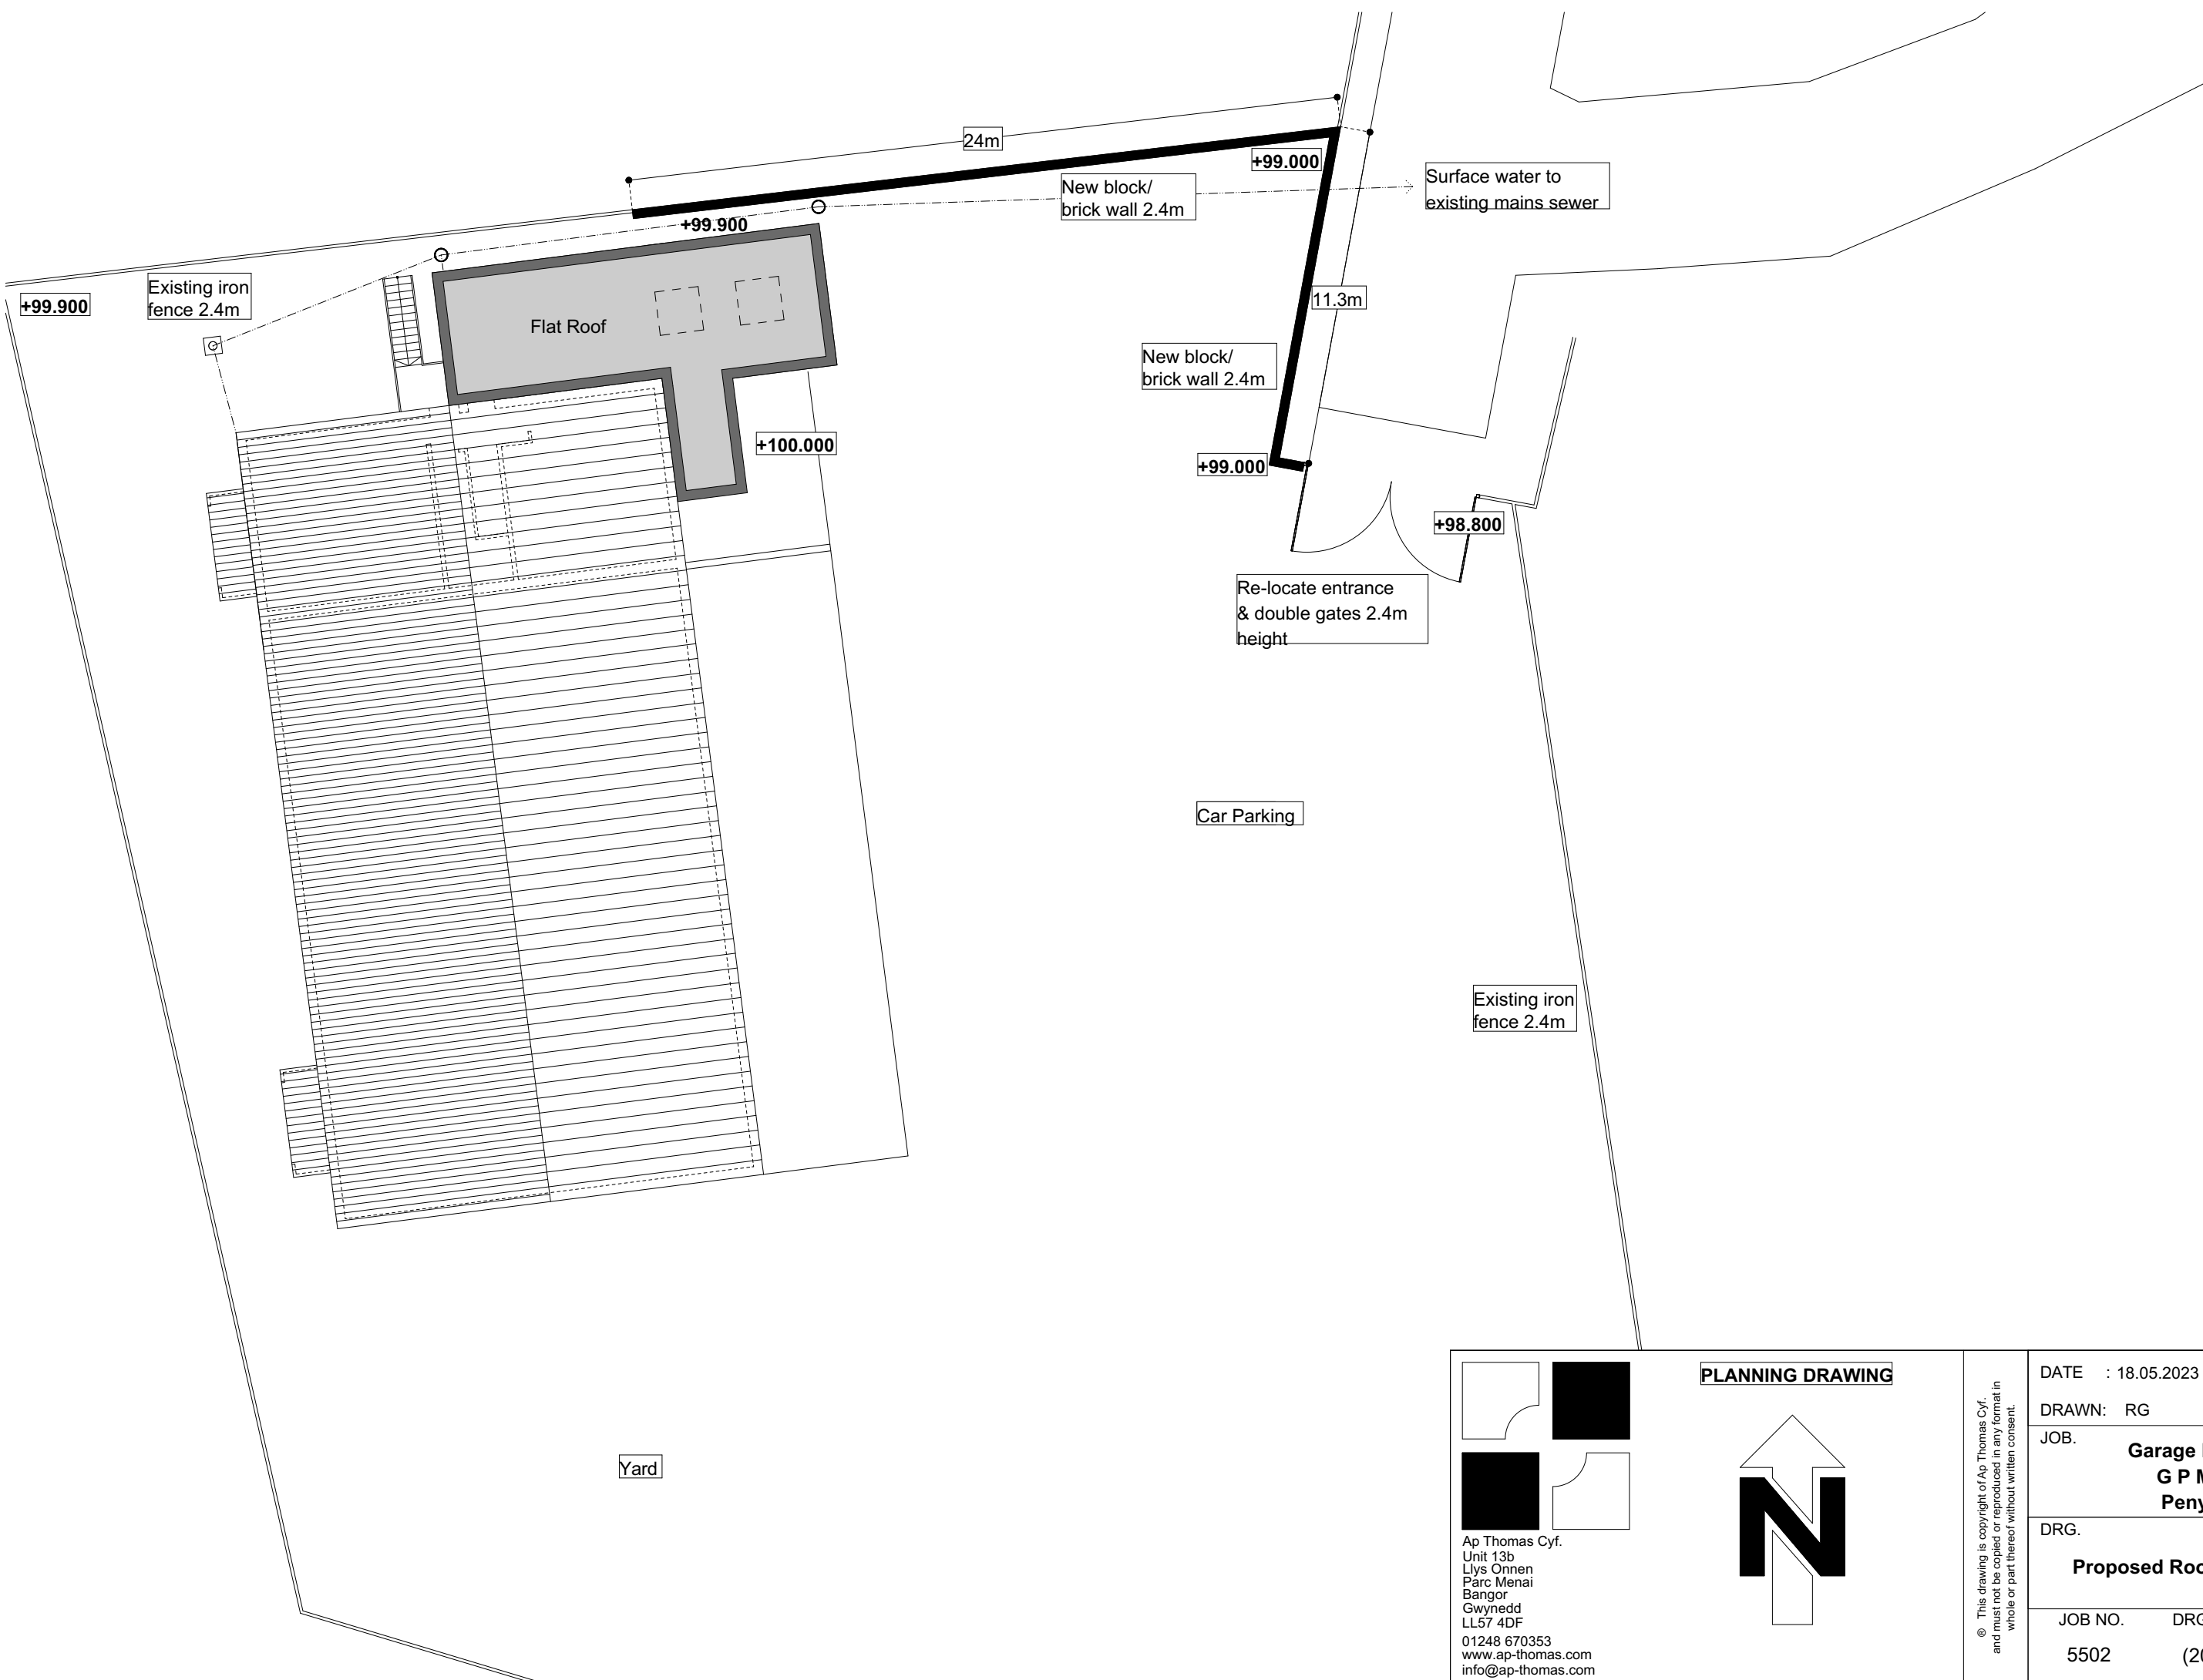 24m
+99.000
New block/
brick wall 2.4m
Surface water to
existing mains sewer
+99.900
Existing iron
fence 2.4m
+99.900
Flat Roof
11.3m
New block/
brick wall 2.4m
+100.000
+99.000
+98.800
Re-locate entrance
& double gates 2.4m
height
Car Parking
Existing iron
fence 2.4m
Yard
PLANNING DRAWING
N
Ap Thomas Cyf.
Unit 13b
Llys Onnen
Parc Menai
Bangor
Gwynedd
LL57 4DF
01248 670353
www.ap-thomas.com
info@ap-thomas.com
® This drawing is copyright of Ap Thomas Cyf.
and must not be copied or reproduced in any format in
whole or part thereof without written consent.
DATE : 18.05.2023
DRAWN: RG
JOB.
Garage
G P
DRG.
Proposed
JOB NO.
5502